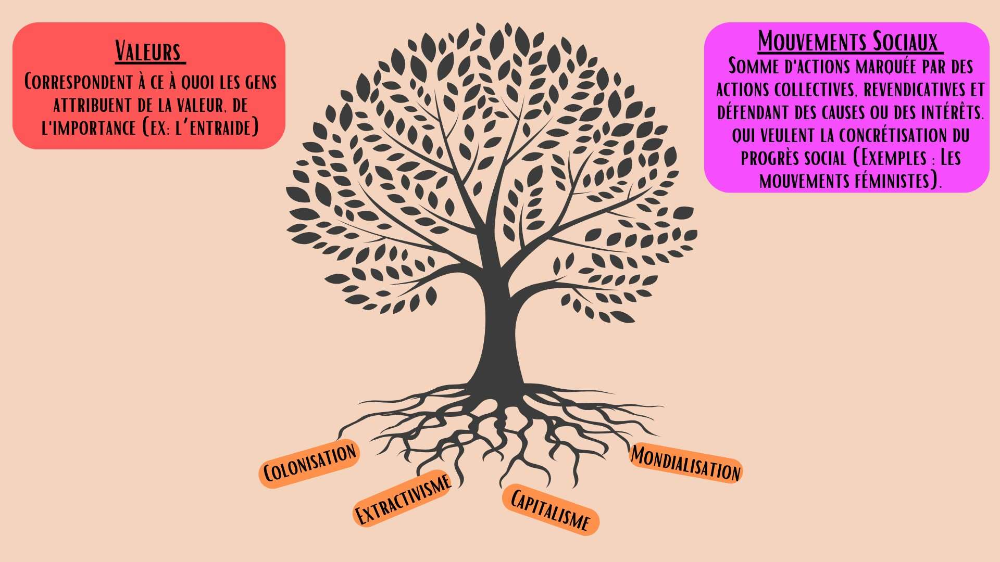 Valeurs
Correspondent à ce à quoi les gens
attribuent de la valeur, de
l'importance (ex: l’entraide)
Mouvements Sociaux
Somme d'actions marquée par des
actions collectives, revendicatives et
défendant des causes ou des intérêts.
qui veulent la concrétisation du
progrès social (Exemples : Les
mouvements féministes).
Colonisation
Extractivisme
Capitalisme
Mondialisation